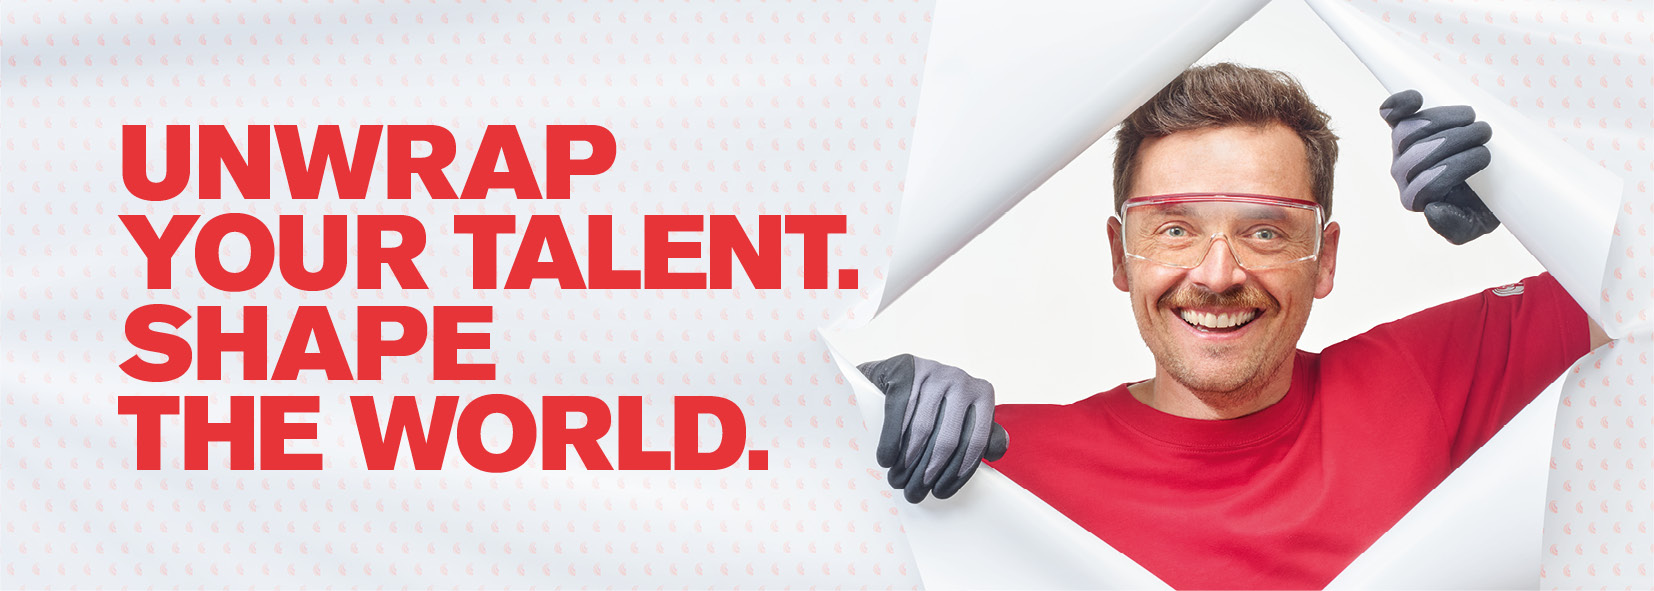 UNWRAP
YOUR TALENT.
SHAPE
THE WORLD.